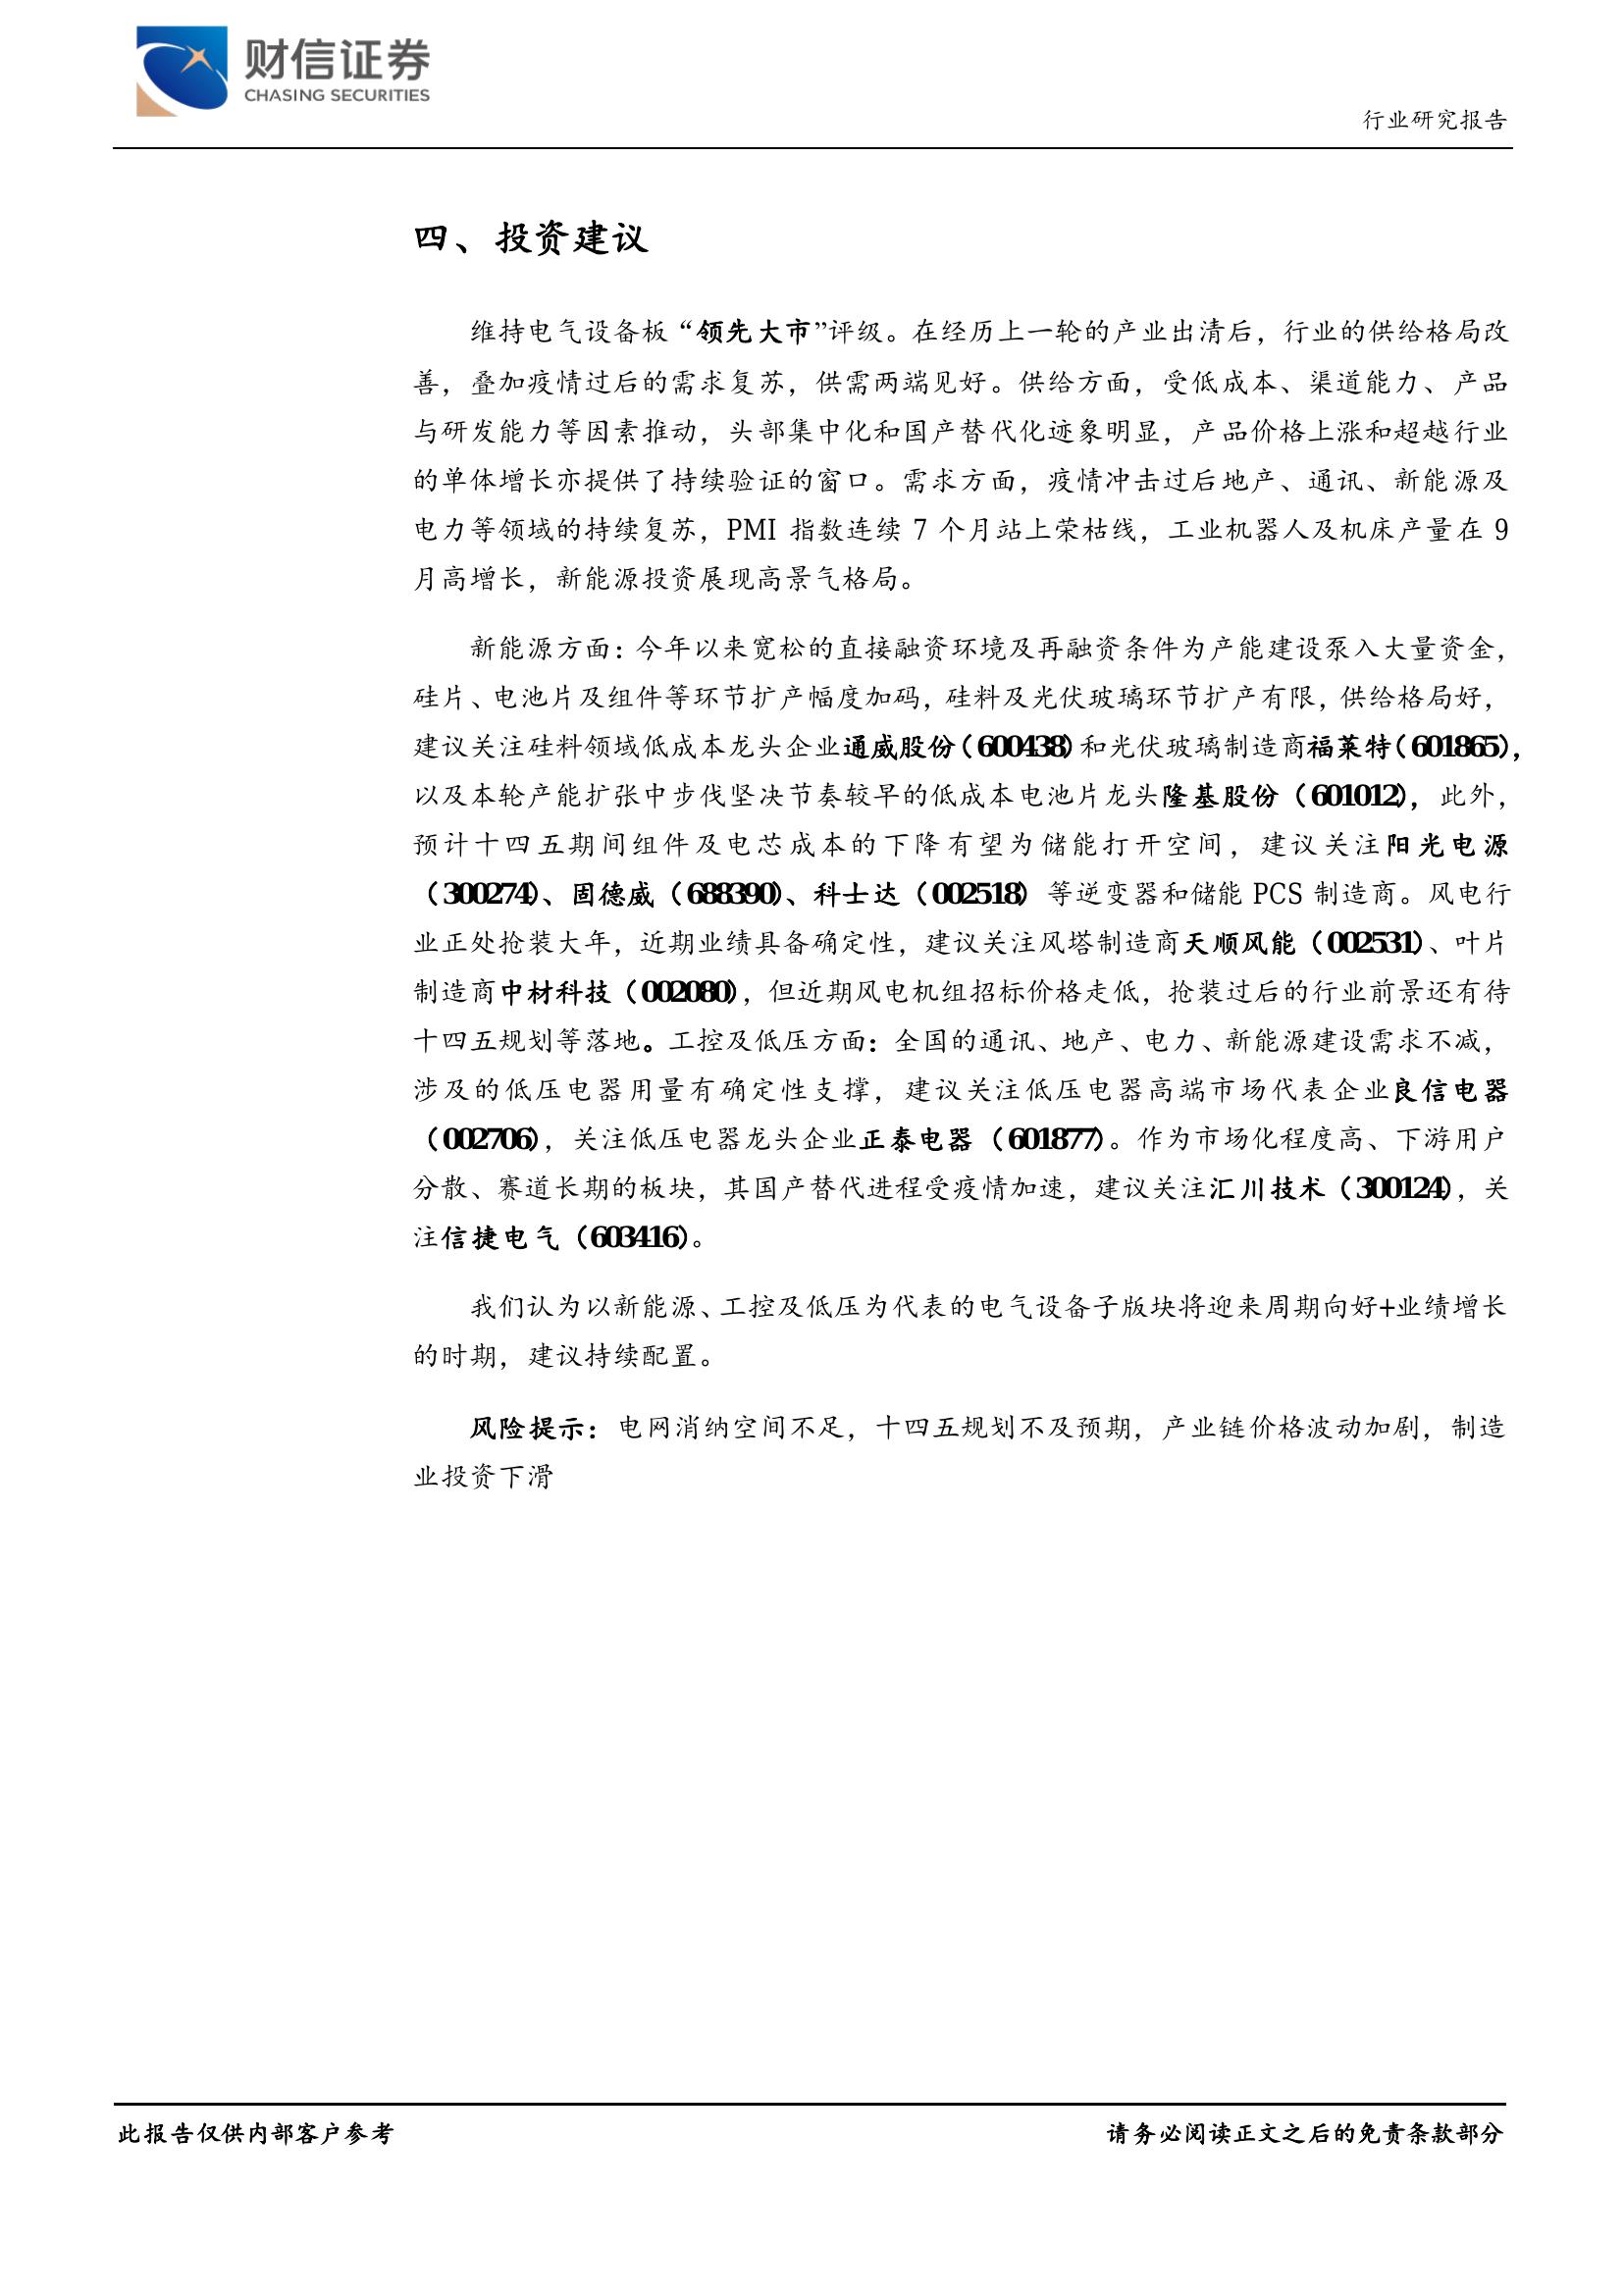 财信证券
CHASING SECURITIES
行业研究报告
四、投资建议
维持电气设备板“领先大市”评级。在经历上一轮的产业出清后，行业的供给格局改
善，叠加疫情过后的需求复苏，供需两端见好。供给方面，受低成本、渠道能力、产品
与研发能力等因素推动，头部集中化和国产替代化迹象明显，产品价格上涨和超越行业
的单体增长亦提供了持续验证的窗口。需求方面，疫情冲击过后地产、通讯、新能源及
电力等领域的持续复苏，PMI 指数连续 7 个月站上荣枯线，工业机器人及机床产量在 9
月高增长，新能源投资展现高景气格局。
新能源方面：今年以来宽松的直接融资环境及再融资条件为产能建设泵入大量资金，
硅片、电池片及组件等环节扩产幅度加码，硅料及光伏玻璃环节扩产有限，供给格局好，
建议关注硅料领域低成本龙头企业通威股份（600438）和光伏玻璃制造商福莱特（601865），
以及本轮产能扩张中步伐坚决节奏较早的低成本电池片龙头隆基股份（601012），此外，
预计十四五期间组件及电芯成本的下降有望为储能打开空间，建议关注阳光电源
（300274）、固德威（688390）、科士达（002518）等逆变器和储能 PCS 制造商。风电行
业正处抢装大年，近期业绩具备确定性，建议关注风塔制造商天顺风能（002531）、叶片
制造商中材科技（002080），但近期风电机组招标价格走低，抢装过后的行业前景还有待
十四五规划等落地。工控及低压方面：全国的通讯、地产、电力、新能源建设需求不减，
涉及的低压电器用量有确定性支撑，建议关注低压电器高端市场代表企业良信电器
（002706），关注低压电器龙头企业正泰电器（601877）。作为市场化程度高、下游用户
分散、赛道长期的板块，其国产替代进程受疫情加速，建议关注汇川技术（300124），关
注信捷电气（603416）。
我们认为以新能源、工控及低压为代表的电气设备子版块将迎来周期向好+业绩增长
的时期，建议持续配置。
风险提示：电网消纳空间不足，十四五规划不及预期，产业链价格波动加剧，制造
业投资下滑
此报告仅供内部客户参考
请务必阅读正文之后的免责条款部分